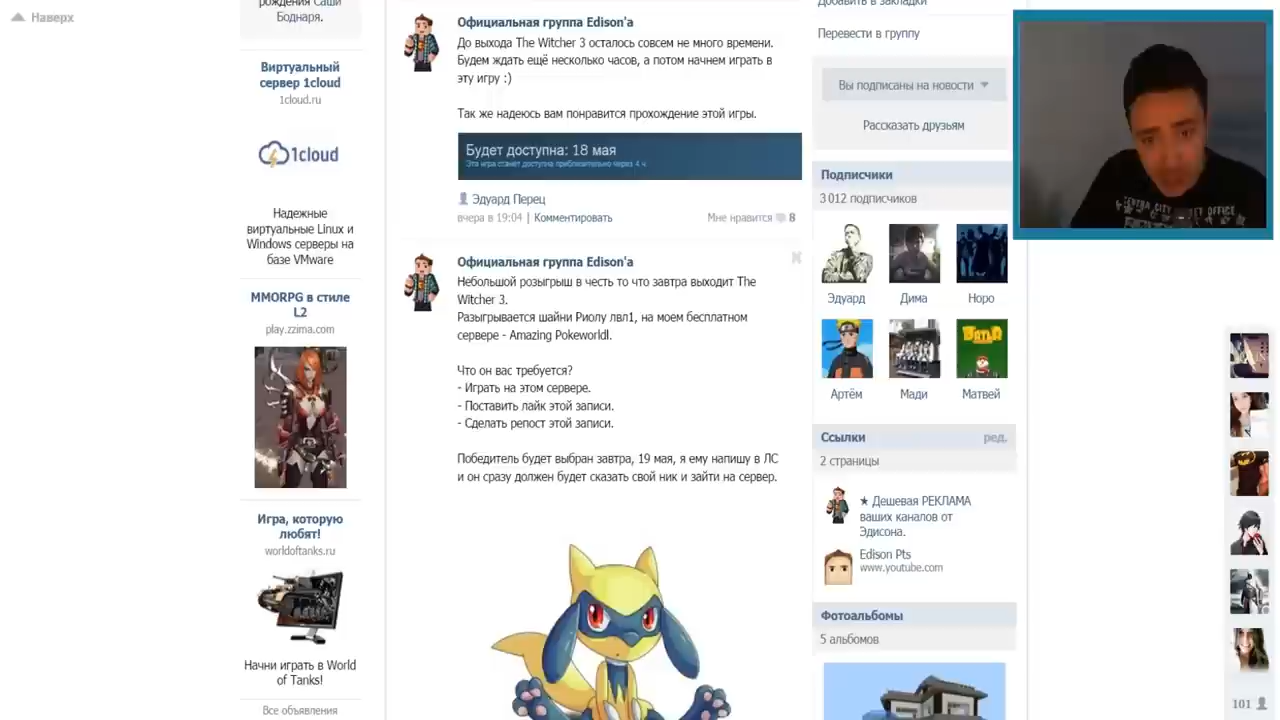 Наверх
рождения Саши
Боднаря.
Виртуальный
сервер 1cloud
1cloud.ru
1cloud
Надежные
виртуальные Linux и
Windows серверы на
базе VMware
MMORPG в стиле
L2
play.zzima.com
Игра, которую
любят!
worldoftanks.ru
Начни играть в World
of Tanks!
Все объявления
Официальная группа Edison'a
До выхода The Witcher 3 осталось совсем не много времени.
Будем ждать ещё несколько часов, а потом начнем играть в
эту игру :)
Так же надеюсь вам понравится прохождение этой игры.
Будет доступна: 18 мая
Эта игра станет доступна приблизительно через 4 ч.
Эдуард Перец
вчера в 19:04 | Комментировать
Мне нравится 8
Официальная группа Edison'a
Небольшой розыгрыш в честь то что завтра выходит The
Witcher 3.
Разыгрывается шайни Риолу лвл1, на моем бесплатном
сервере - Amazing Pokeworld!.
Что он вас требуется?
- Играть на этом сервере.
- Поставить лайк этой записи.
- Сделать репост этой записи.
Победитель будет выбран завтра, 19 мая, я ему напишу в ЛС
и он сразу должен будет сказать свой ник и зайти на сервер.
Добавить в закладки
Перевести в группу
Вы подписаны на новости
Рассказать друзьям
Подписчики
3 012 подписчиков
Эдуард
Дима
Норо
Артём
Мади
Матвей
Ссылки
ред.
2 страницы
★ Дешевая РЕКЛАМА
ваших каналов от
Эдисона.
Edison Pts
www.youtube.com
Фотоальбомы
5 альбомов
101